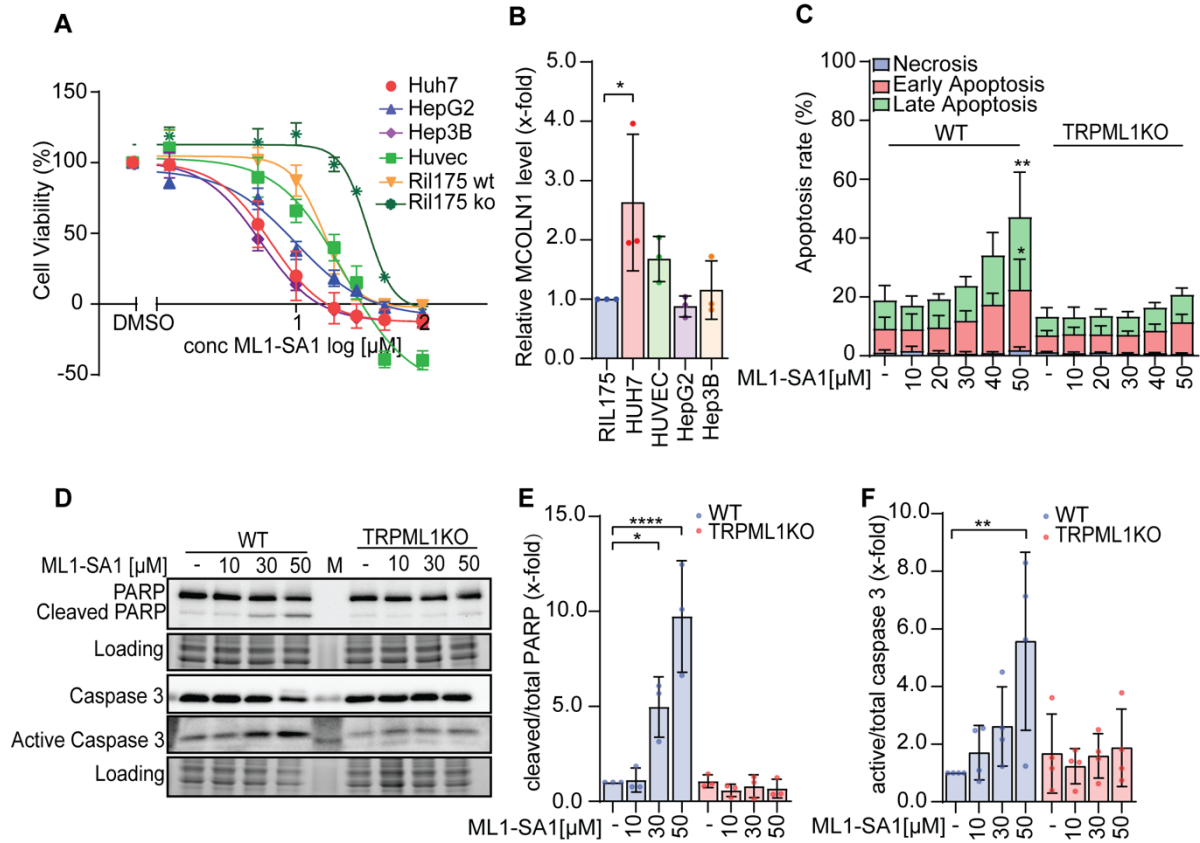 A
Cell Viability (%)
150
100
50
0
-50
DMSO
1
2
conc ML1-SA1 log [µM]
Huh7
HepG2
Hep3B
Huvec
Ril175 wt
Ril175 ko
B
Relative MCOLN1 level (x-fold)
5.0
4.0
3.0
2.0
1.0
0.0
*
RIL175
HUH7
HUVEC
HepG2
Hep3B
C
Necrosis
Early Apoptosis
Late Apoptosis
Apoptosis rate (%)
100
80
60
40
20
0
WT
TRPML1KO
**
*
ML1-SA1[µM]
- 10 20 30 40 50 - 10 20 30 40 50
D
WT TRPML1KO
ML1-SA1 [µM] - 10 30 50 M - 10 30 50
PARP
Cleaved PARP
Loading
Caspase 3
Active Caspase 3
Loading
E
WT
TRPML1KO
cleaved/total PARP (x-fold)
15.0
10.0
5.0
0.0
****
*
ML1-SA1[µM] - 10 30 50 - 10 30 50
F
WT
TRPML1KO
active/total caspase 3 (x-fold)
10.0
8.0
6.0
4.0
2.0
0.0
**
ML1-SA1[µM] - 10 30 50 - 10 30 50